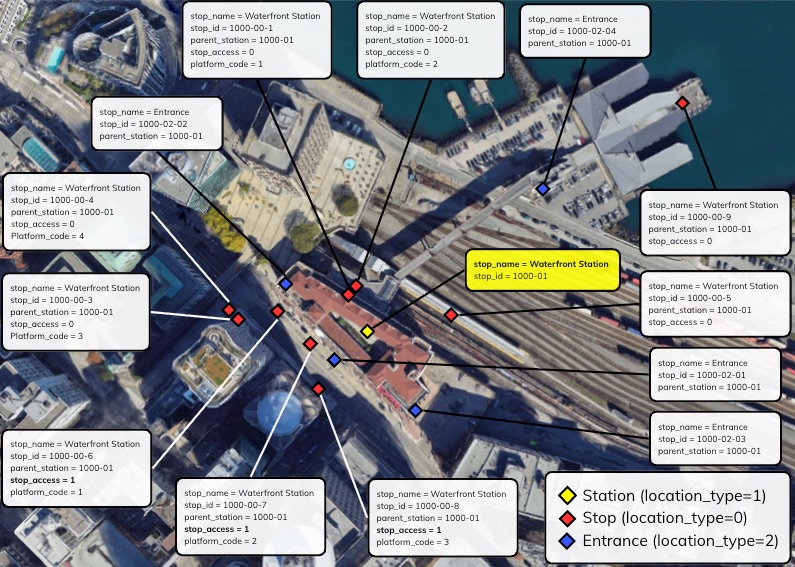 stop_name = Waterfront Station
stop_id = 1000-00-1
parent_station = 1000-01
stop_access = 0
platform_code = 1
stop_name = Waterfront Station
stop_id = 1000-00-2
parent_station = 1000-01
stop_access = 0
platform_code = 2
stop_name = Entrance
stop_id = 1000-02-04
parent_station = 1000-01
stop_name = Entrance
stop_id = 1000-02-02
parent_station = 1000-01
stop_name = Waterfront Station
stop_id = 1000-00-4
parent_station = 1000-01
stop_access = 0
Platform_code = 4
stop_name = Waterfront Station
stop_id = 1000-00-9
parent_station = 1000-01
stop_access = 0
stop_name = Waterfront Station
stop_id = 1000-01
stop_name = Waterfront Station
stop_id = 1000-00-3
parent_station = 1000-01
stop_access = 0
Platform_code = 3
stop_name = Waterfront Station
stop_id = 1000-00-5
parent_station = 1000-01
stop_access = 0
stop_name = Entrance
stop_id = 1000-02-01
parent_station = 1000-01
stop_name = Entrance
stop_id = 1000-02-03
parent_station = 1000-01
stop_name = Waterfront Station
stop_id = 1000-00-6
parent_station = 1000-01
stop_access = 1
platform_code = 1
stop_name = Waterfront Station
stop_id = 1000-00-7
parent_station = 1000-01
stop_access = 1
platform_code = 2
stop_name = Waterfront Station
stop_id = 1000-00-8
parent_station = 1000-01
stop_access = 1
platform_code = 3
Station (location_type=1)
Stop (location_type=0)
Entrance (location_type=2)